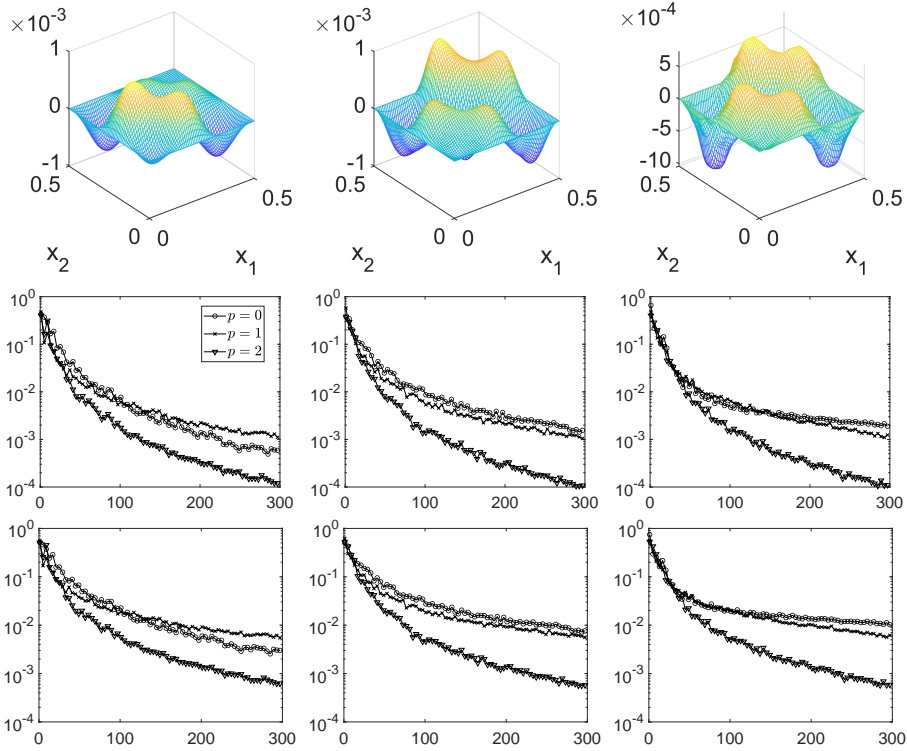 ×10^-3 ×10^-3 ×10^-4
1 1 5
0 0 0
-1 -1 -5
-10
0.5 0.5 0.5 0.5 0.5 0.5
0 0 0 0 0 0
x_2 x_1 x_2 x_1 x_2 x_1
10^0 10^0 10^0
p = 0
p = 1
p = 2
10^-1 10^-1 10^-1
10^-2 10^-2 10^-2
10^-3 10^-3 10^-3
10^-4 10^-4 10^-4
0 100 200 300 0 100 200 300 0 100 200 300
10^0 10^0 10^0
10^-1 10^-1 10^-1
10^-2 10^-2 10^-2
10^-3 10^-3 10^-3
10^-4 10^-4 10^-4
0 100 200 300 0 100 200 300 0 100 200 300